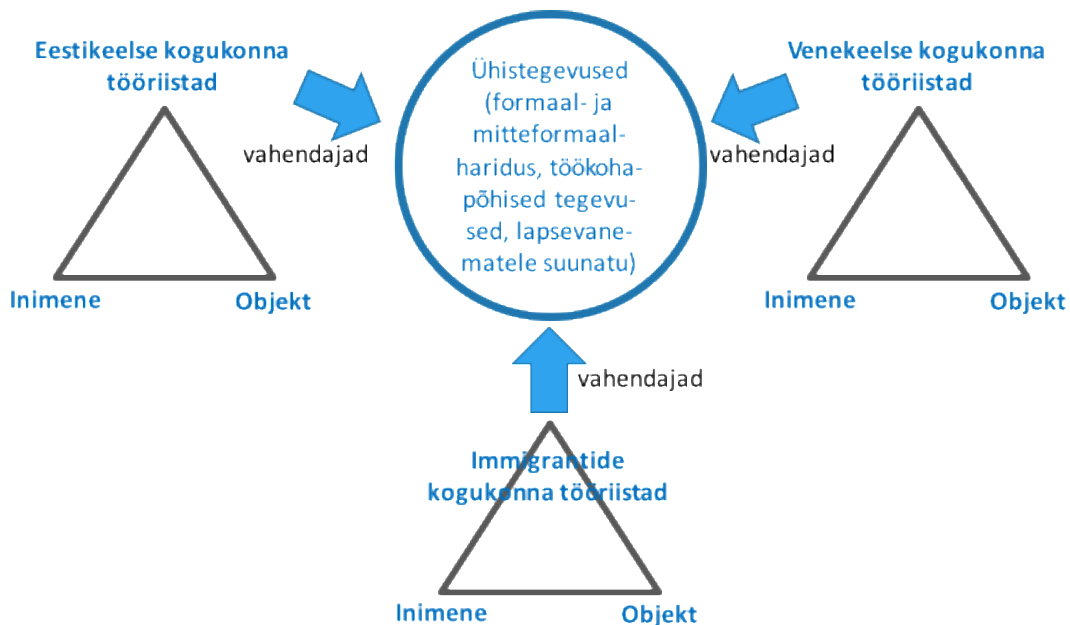 Eestikeelse kogukonna
tööriistad
vahendajad
Inimene
Objekt
Ühistegevused
(formaal- ja
mitteformaal-
haridus, töökoha-
põhised tegevu-
sed, lapsevane-
matele suunatu)
Venekeelse kogukonna
tööriistad
vahendajad
Inimene
Objekt
vahendajad
Immigrantide
kogukonna tööriistad
Inimene
Objekt